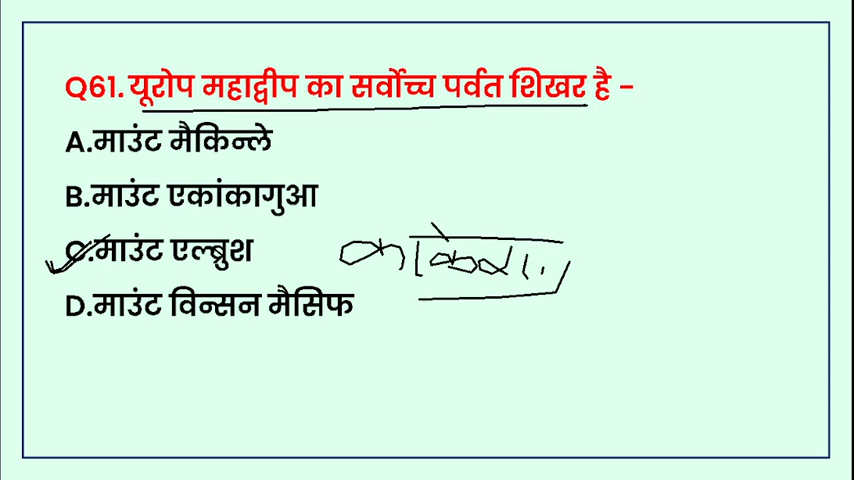 Q61. यूरोप महाद्वीप का सर्वोच्च पर्वत शिखर है -
A.माउंट मैकिन्ले
B.माउंट एकांकागुआ
C.माउंट एल्ब्रुश
D.माउंट विन्सन मैसिफ